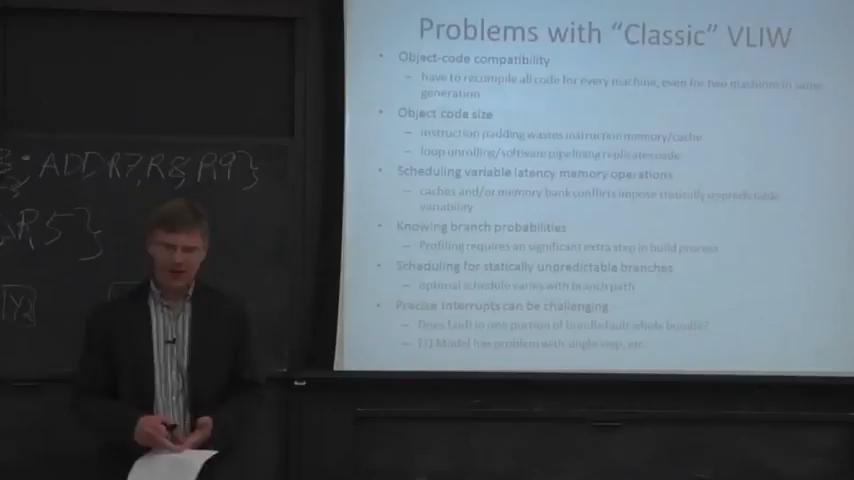 Problems with "Classic" VLIW
• Object-code compatibility
– have to recompile all code for every machine, even for two machines in same
generation
• Object code size
– instruction padding wastes instruction memory/cache
– loop unrolling/software pipelining replicates code
• Scheduling variable latency memory operations
– caches and/or memory bank conflicts impose statically unpredictable
variability
• Knowing branch probabilities
– Profiling requires an significant extra step in build process
• Scheduling for statically unpredictable branches
– optimal schedule varies with branch path
• Precise Interrupts can be challenging
– Does fault in one portion of bundle fault whole bundle?
– EQ Model has problem with single step, etc.
; ADD R7, R8, R9}
R5}